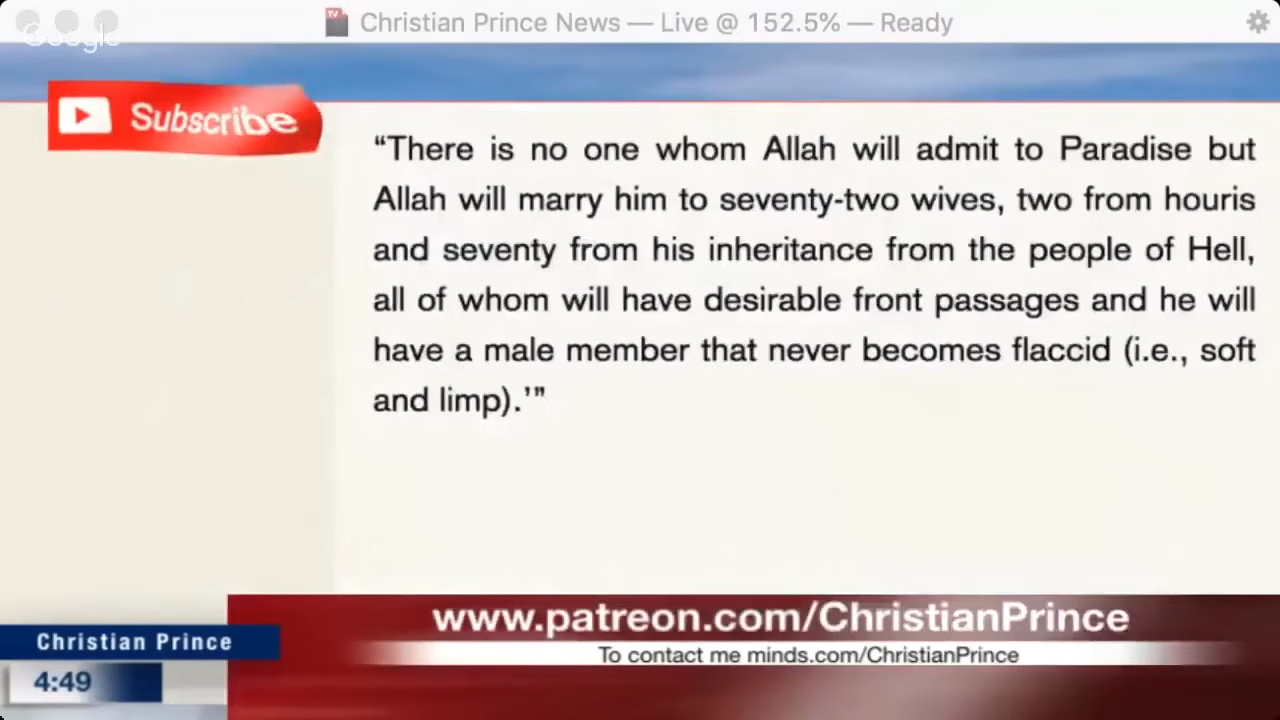 Christian Prince News — Live @ 152.5% — Ready
Google
Subscribe
“There is no one whom Allah will admit to Paradise but
Allah will marry him to seventy-two wives, two from houris
and seventy from his inheritance from the people of Hell,
all of whom will have desirable front passages and he will
have a male member that never becomes flaccid (i.e., soft
and limp).’”
www.patreon.com/ChristianPrince
To contact me minds.com/ChristianPrince
Christian Prince
4:49